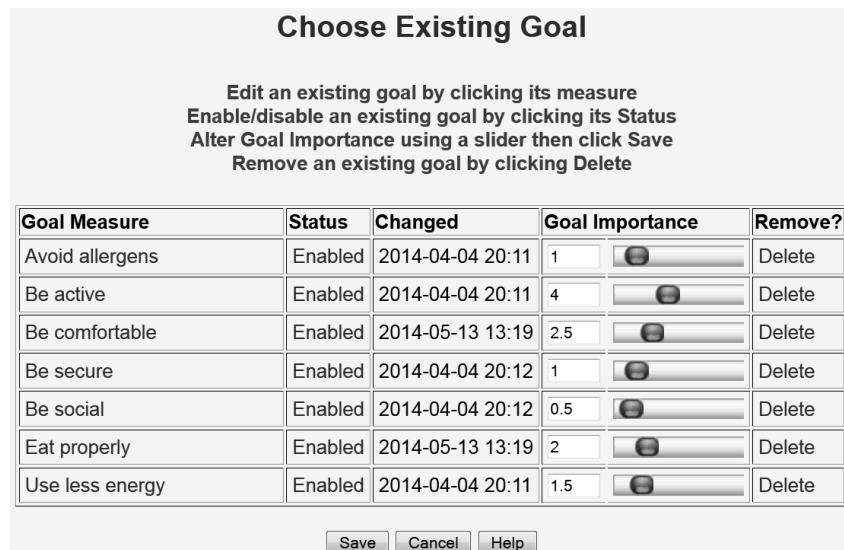 Choose Existing Goal
Edit an existing goal by clicking its measure
Enable/disable an existing goal by clicking its Status
Alter Goal Importance using a slider then click Save
Remove an existing goal by clicking Delete
Goal Measure Status Changed Goal Importance Remove?
Avoid allergens Enabled 2014-04-04 20:11 1 Delete
Be active Enabled 2014-04-04 20:11 4 Delete
Be comfortable Enabled 2014-05-13 13:19 2.5 Delete
Be secure Enabled 2014-04-04 20:12 1 Delete
Be social Enabled 2014-04-04 20:12 0.5 Delete
Eat properly Enabled 2014-05-13 13:19 2 Delete
Use less energy Enabled 2014-04-04 20:11 1.5 Delete
Save Cancel Help